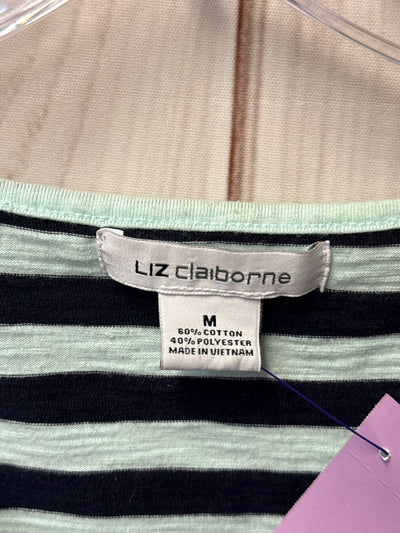 LIZ claiborne
M
60% COTTON
40% POLYESTER
MADE IN VIETNAM